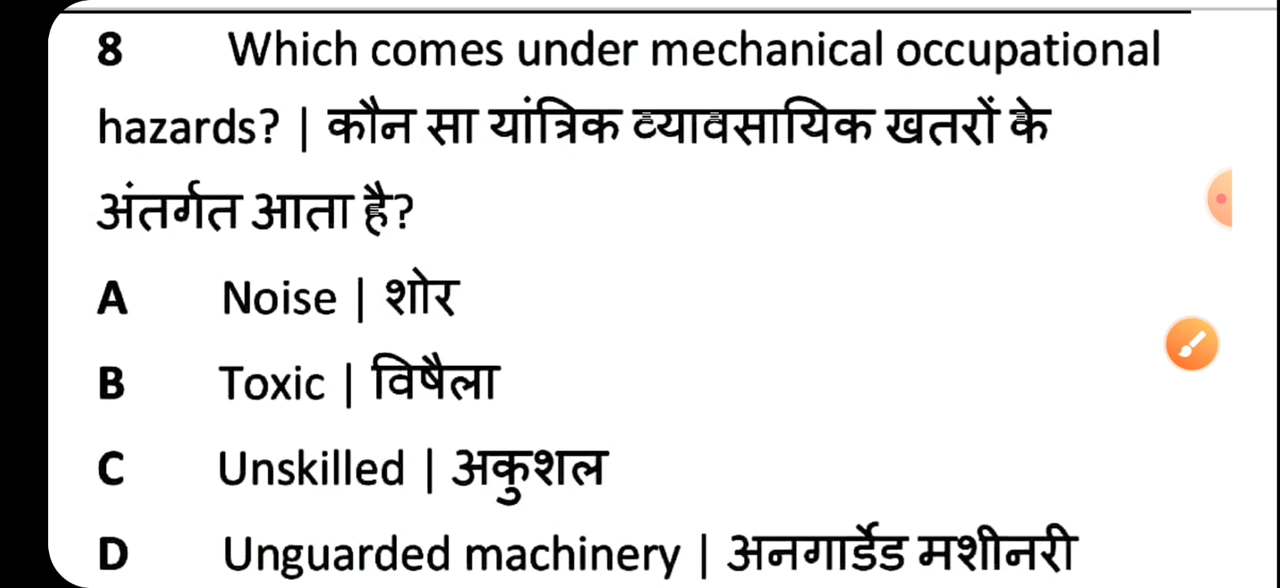 8 Which comes under mechanical occupational
hazards? | कौन सा यांत्रिक व्यावसायिक खतरों के
अंतर्गत आता है?
A Noise | शोर
B Toxic | विषैला
C Unskilled | अकुशल
D Unguarded machinery | अनगार्डेड मशीनरी